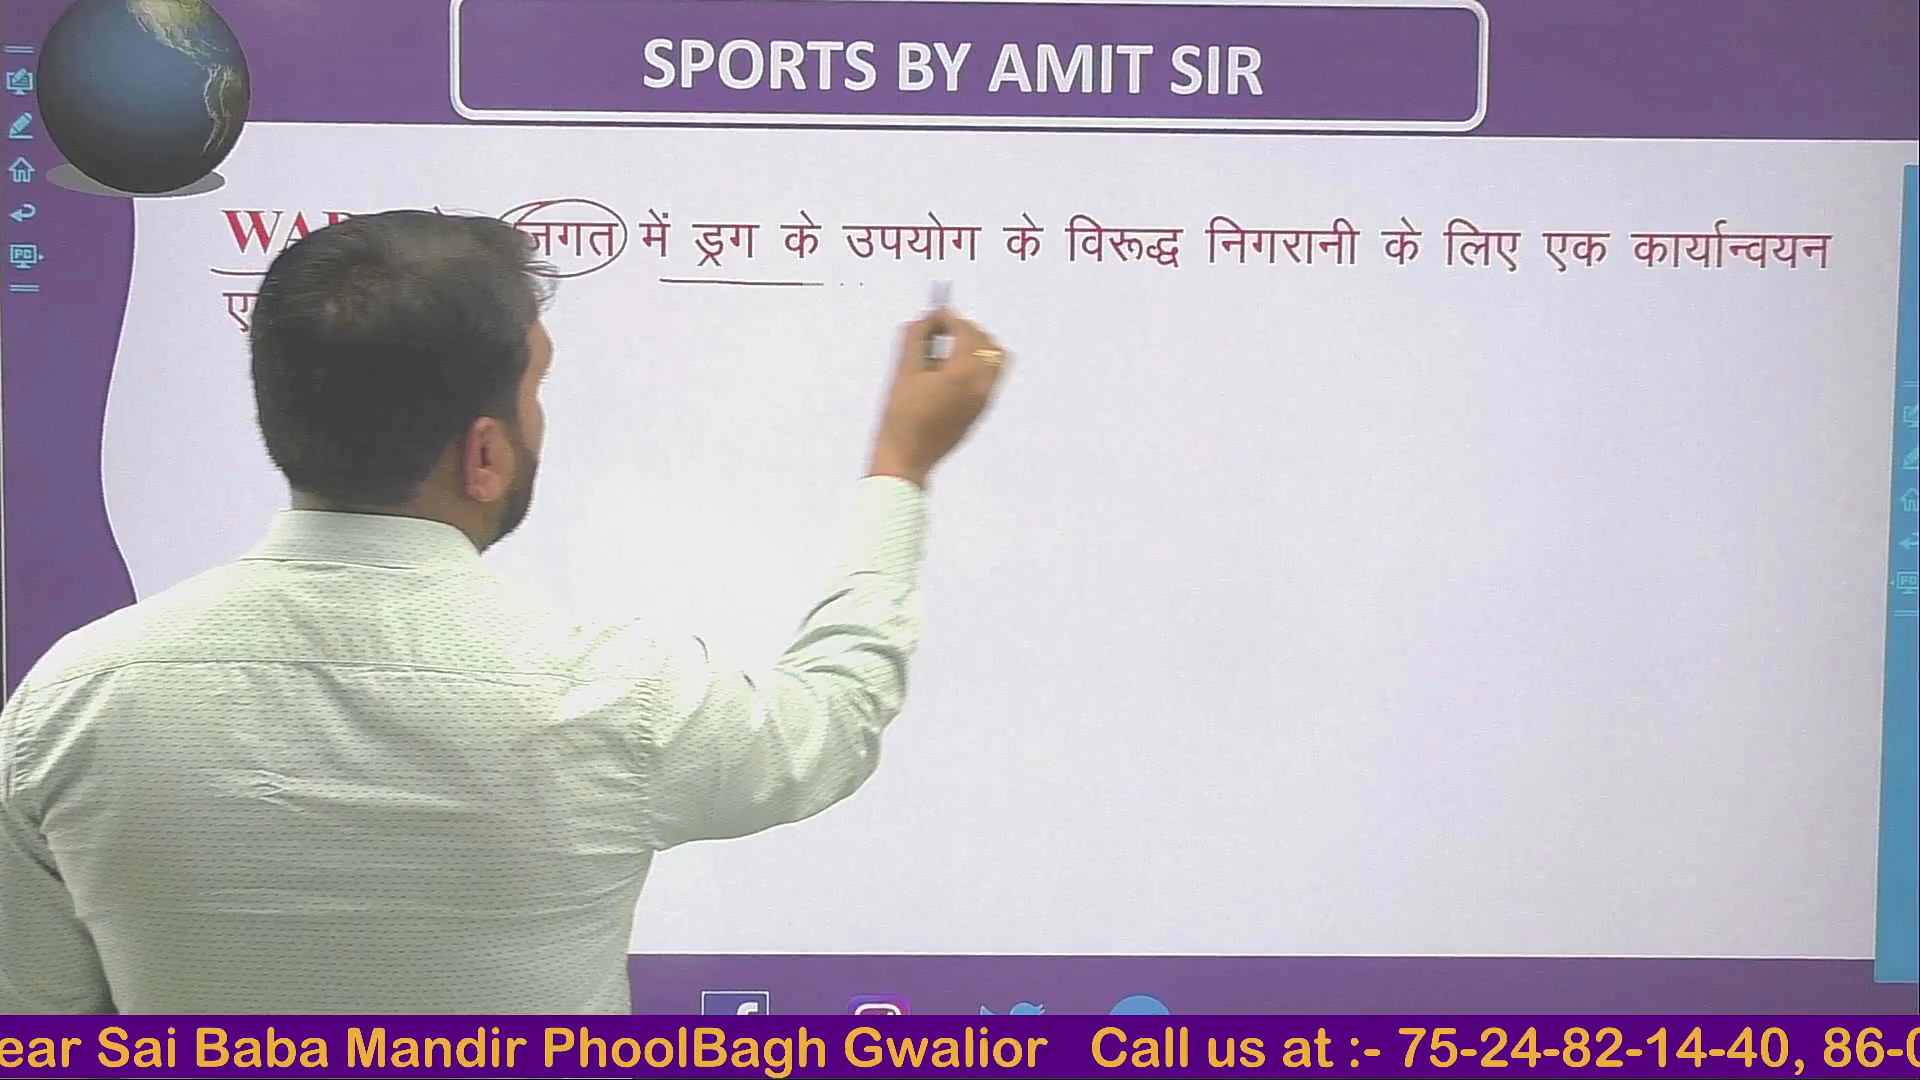 SPORTS BY AMIT SIR
जगत में ड्रग के उपयोग के विरूद्ध निगरानी के लिए एक कार्यान्वयन
ear Sai Baba Mandir PhoolBagh Gwalior Call us at :- 75-24-82-14-40, 86-0